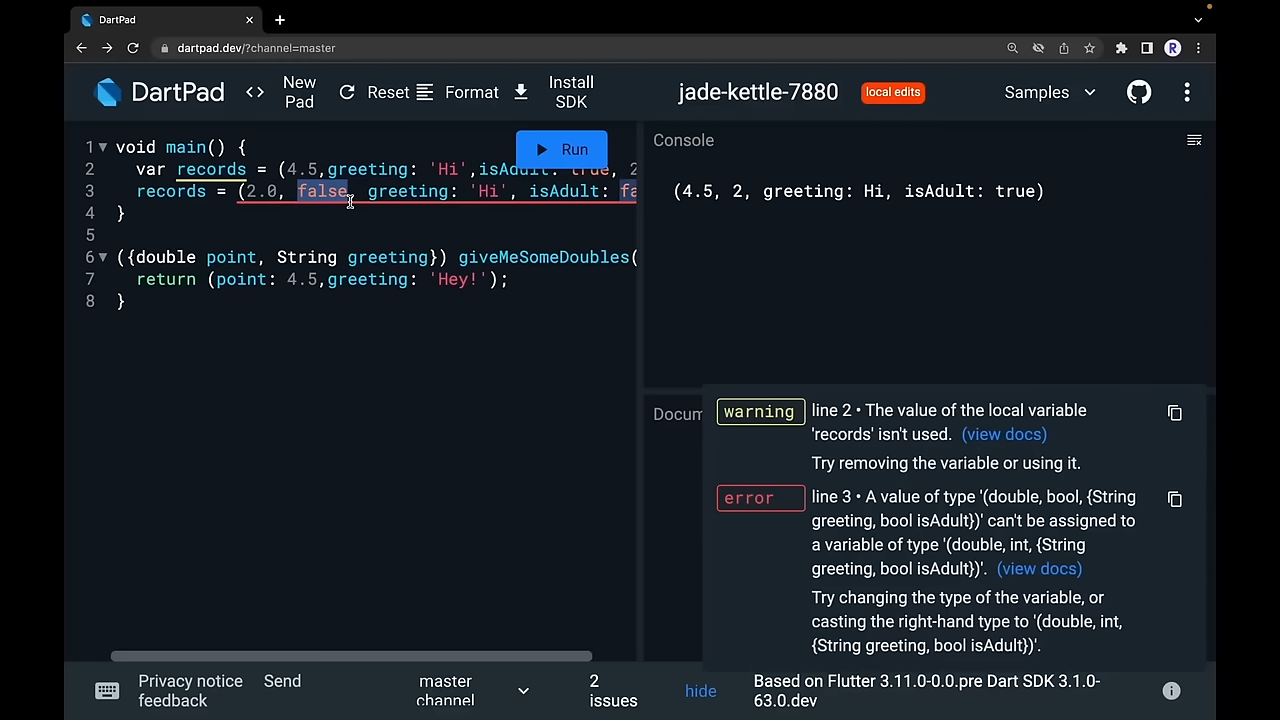 DartPad
dartpad.dev/?channel=master
R
DartPad
New Pad
Reset
Format
Install SDK
jade-kettle-7880
local edits
Samples
Run
1 void main() {
2 var records = (4.5,greeting: 'Hi',isAdult: true, 2
3 records = (2.0, false, greeting: 'Hi', isAdult: fa
4 }
5
6 ({double point, String greeting}) giveMeSomeDoubles(
7 return (point: 4.5,greeting: 'Hey!');
8 }
Console
(4.5, 2, greeting: Hi, isAdult: true)
Docum
warning line 2 • The value of the local variable
'records' isn't used. (view docs)
Try removing the variable or using it.
error line 3 • A value of type '(double, bool, {String
greeting, bool isAdult})' can't be assigned to
a variable of type '(double, int, {String
greeting, bool isAdult})'. (view docs)
Try changing the type of the variable, or
casting the right-hand type to '(double, int,
{String greeting, bool isAdult})'.
Privacy notice
feedback
Send
master
channel
2
issues
hide
Based on Flutter 3.11.0-0.0.pre Dart SDK 3.1.0-
63.0.dev